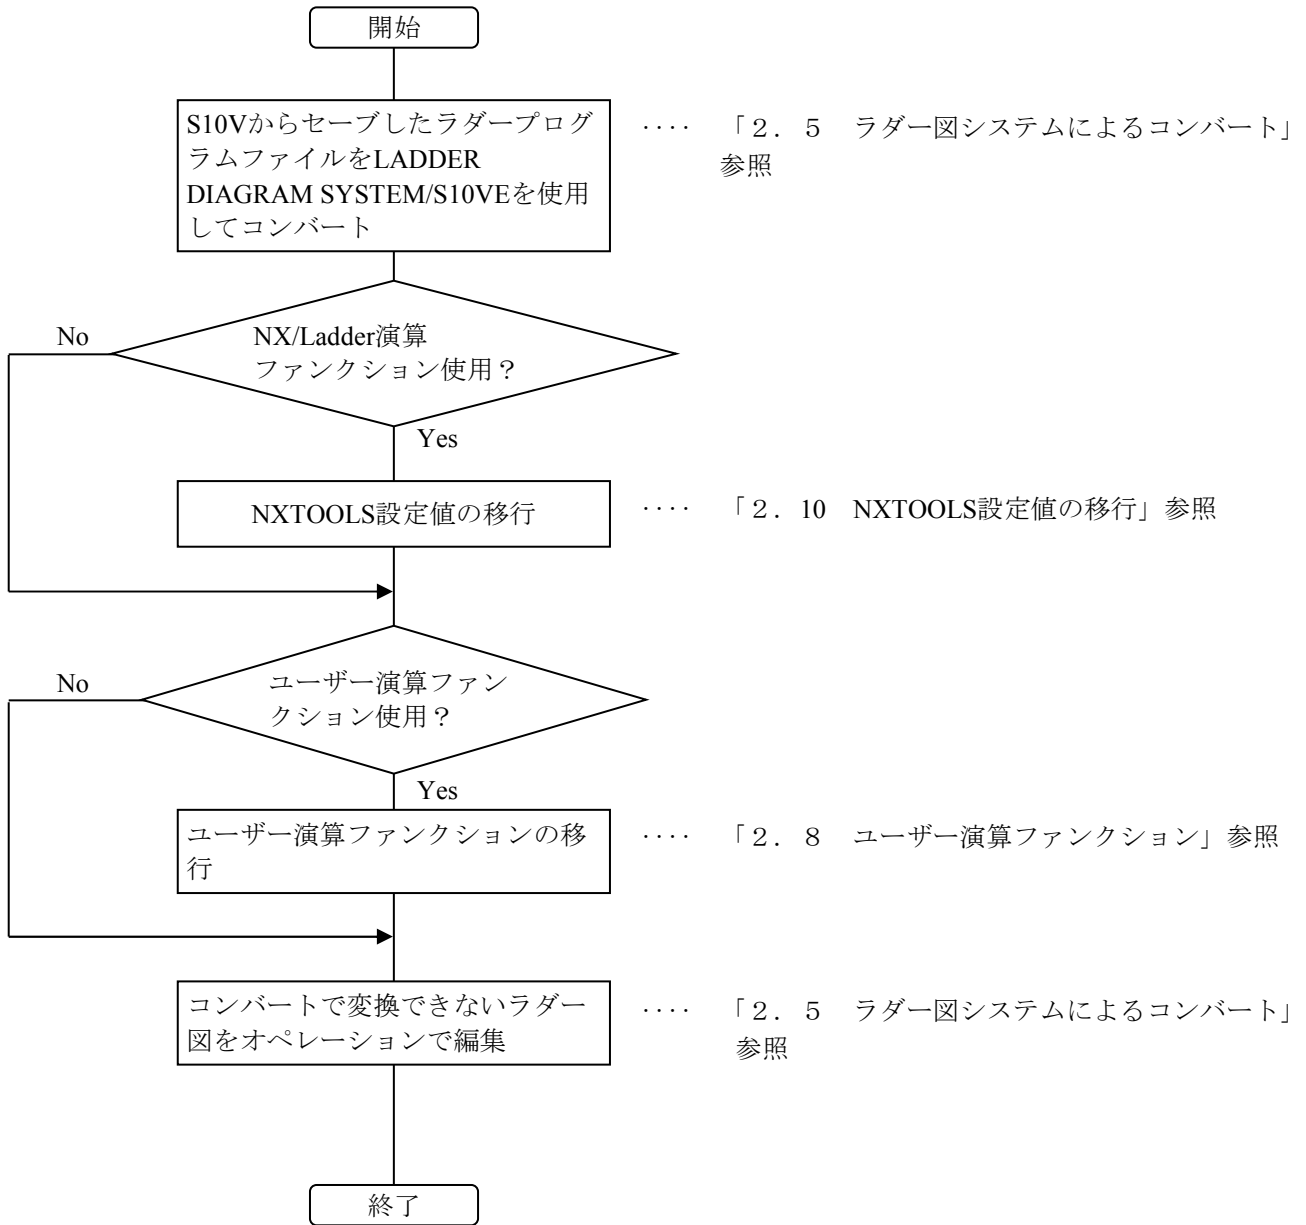 開始
S10Vからセーブしたラダープログ
ラムファイルをLADDER
DIAGRAM SYSTEM/S10VEを使用
してコンバート
････ 「２．５　ラダー図システムによるコンバート」
参照
No
NX/Ladder演算
ファンクション使用？
Yes
NXTOOLS設定値の移行
････ 「２．10　NXTOOLS設定値の移行」参照
No
ユーザー演算ファン
クション使用？
Yes
ユーザー演算ファンクションの移
行
････ 「２．８　ユーザー演算ファンクション」参照
コンバートで変換できないラダー
図をオペレーションで編集
････ 「２．５　ラダー図システムによるコンバート」
参照
終了